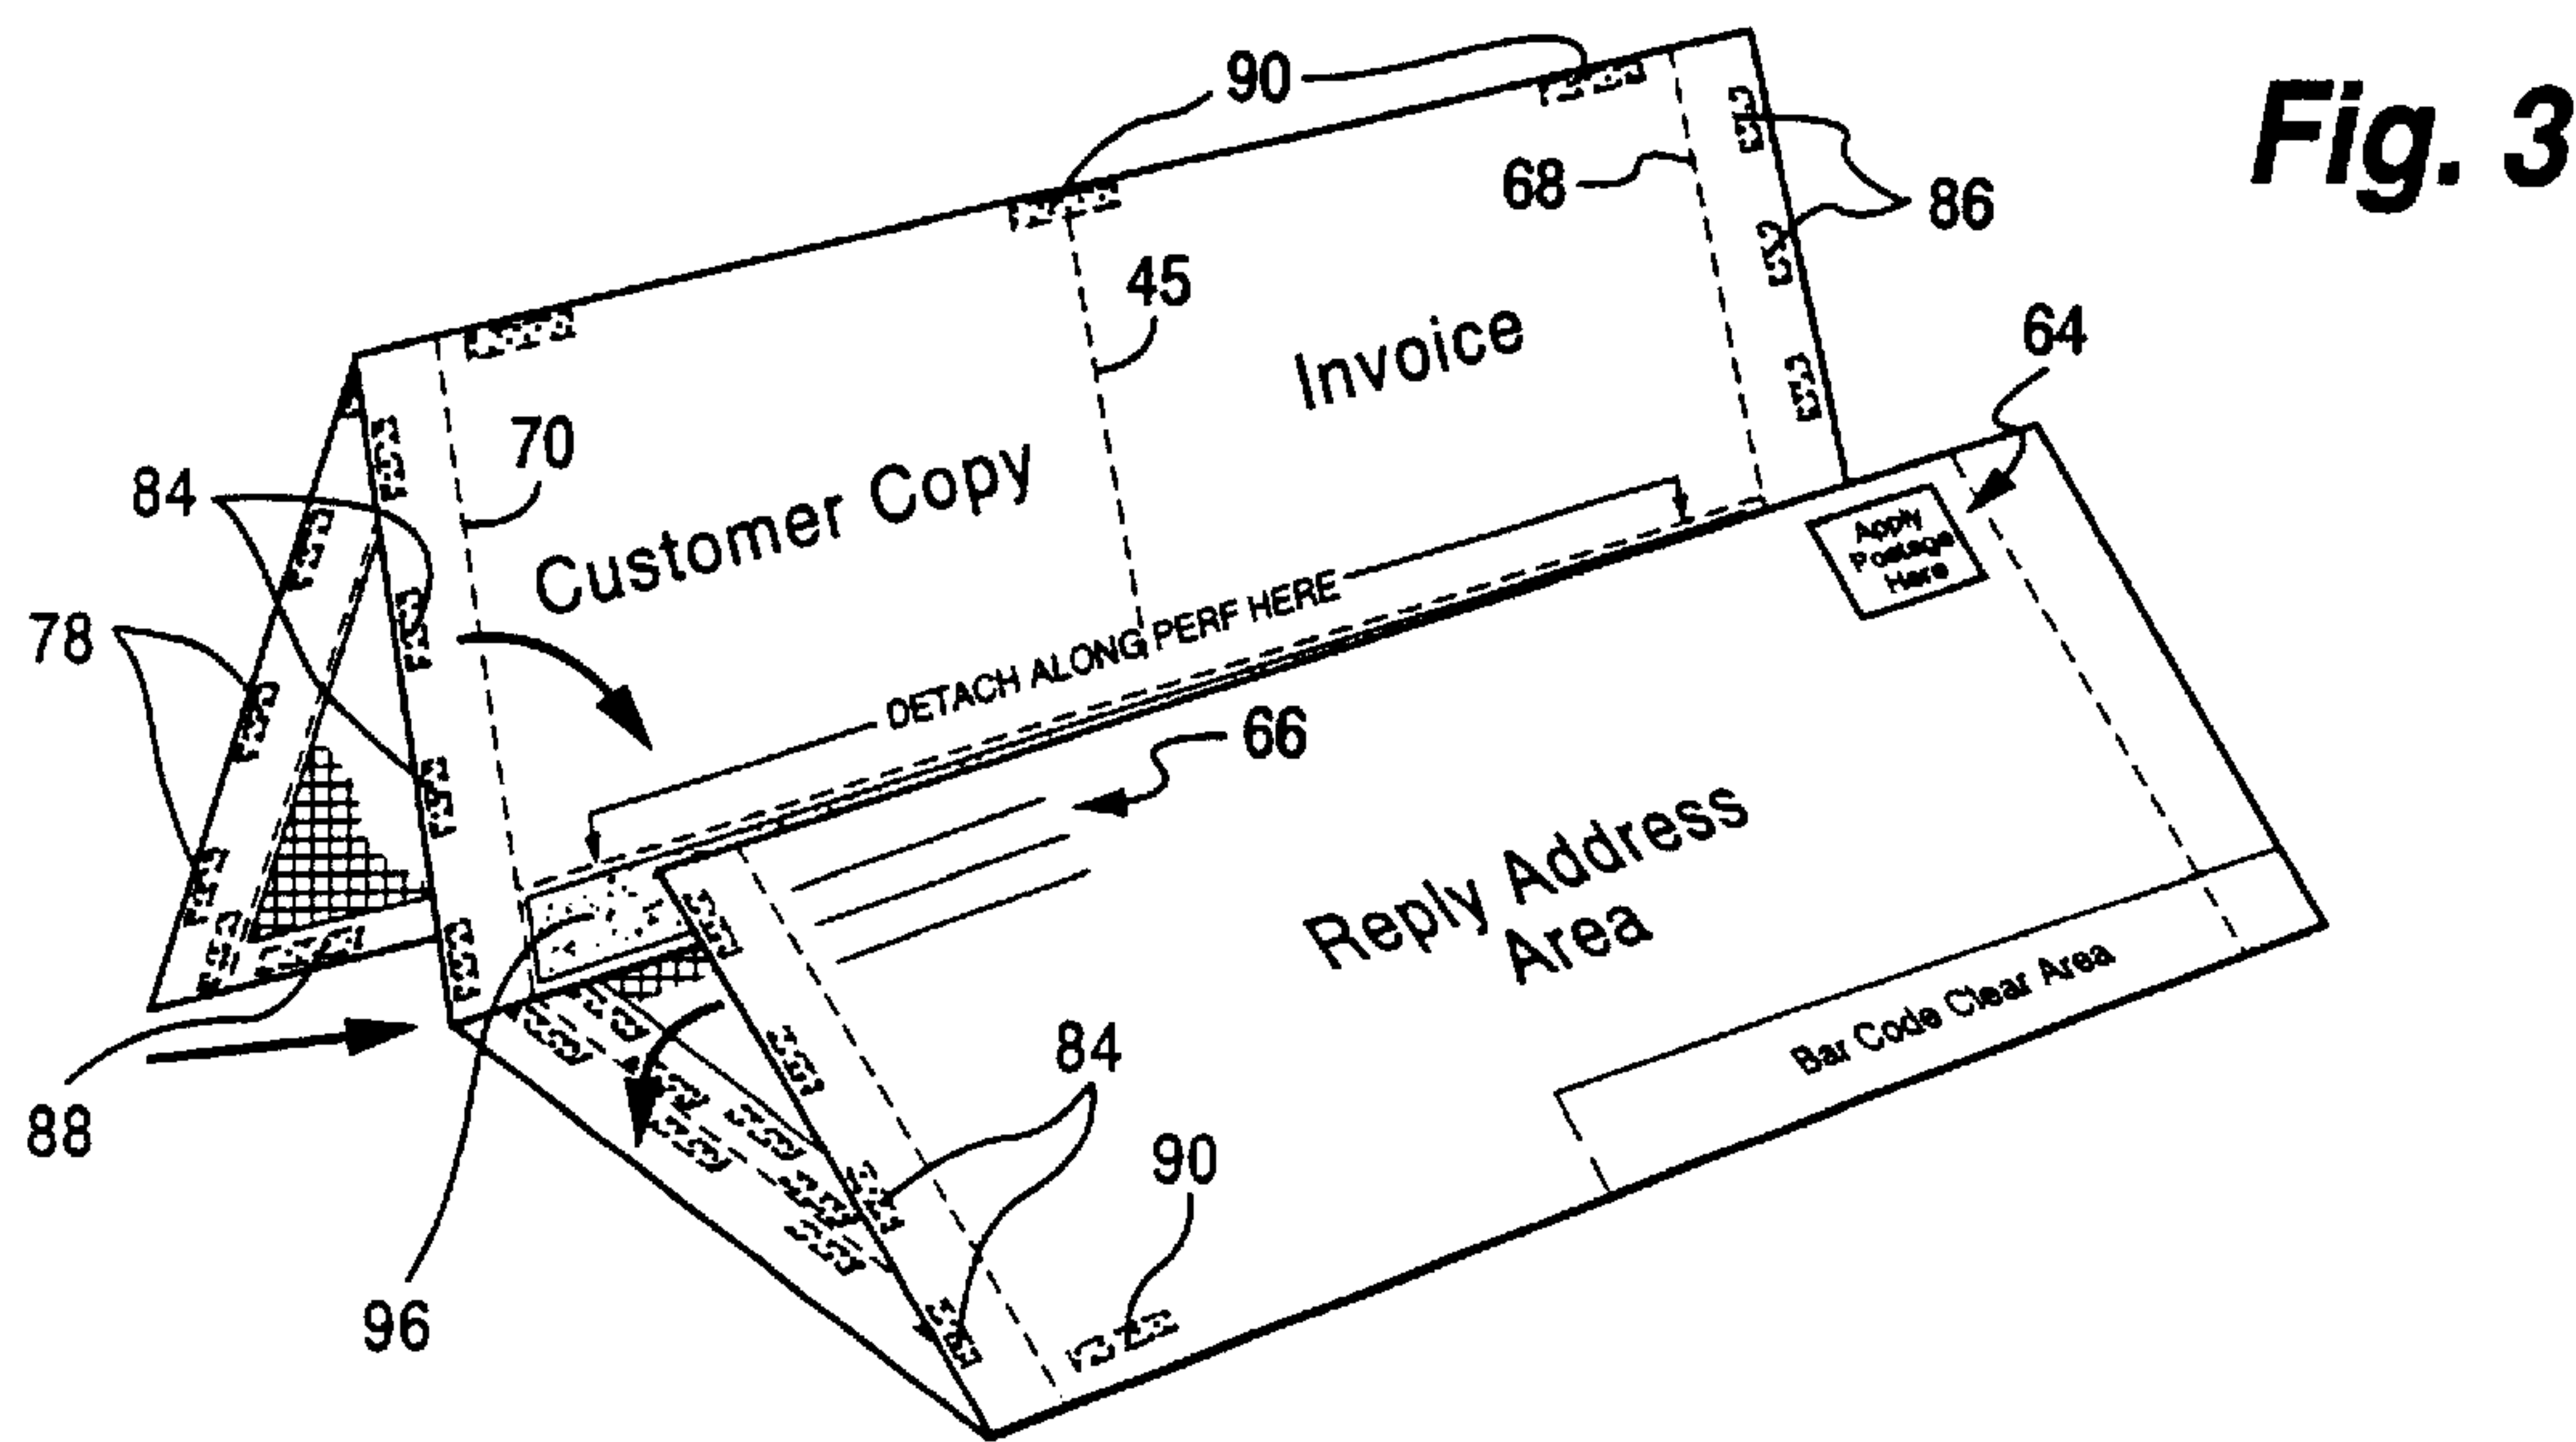 Fig. 3
90
68
86
45
Invoice
64
70
Customer Copy
84
Apply
Postage
Here
DETACH ALONG PERF HERE
78
66
Reply Address
Area
Bar Code Clear Area
84
90
88
96